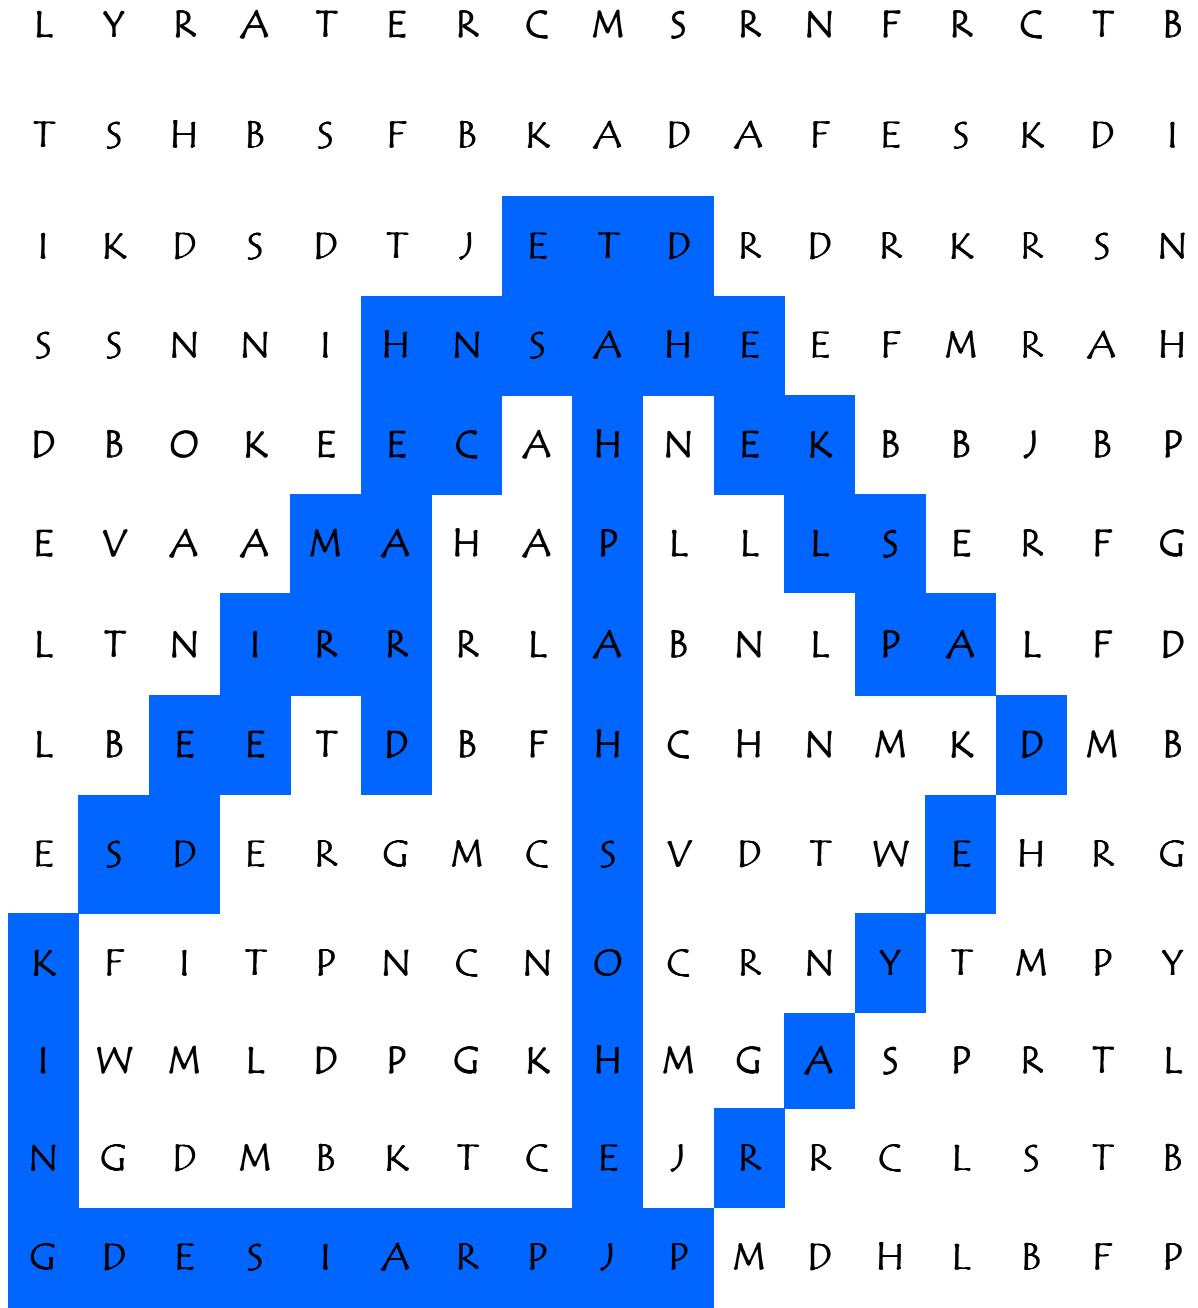 L Y R A T E R C M S R N F R C T B
T S H B S F B K A D A F E S K D I
I K D S D T J E T D R D R K R S N
S S N N I H N S A H E E F M R A H
D B O K E E C A H N E K B B J B P
E V A A M A H A P L L L S E R F G
L T N I R R R L A B N L P A L F D
L B E E T D B F H C H N M K D M B
E S D E R G M C S V D T W E H R G
K F I T P N C N O C R N Y T M P Y
I W M L D P G K H M G A S P R T L
N G D M B K T C E J R R C L S T B
G D E S I A R P J P M D H L B F P